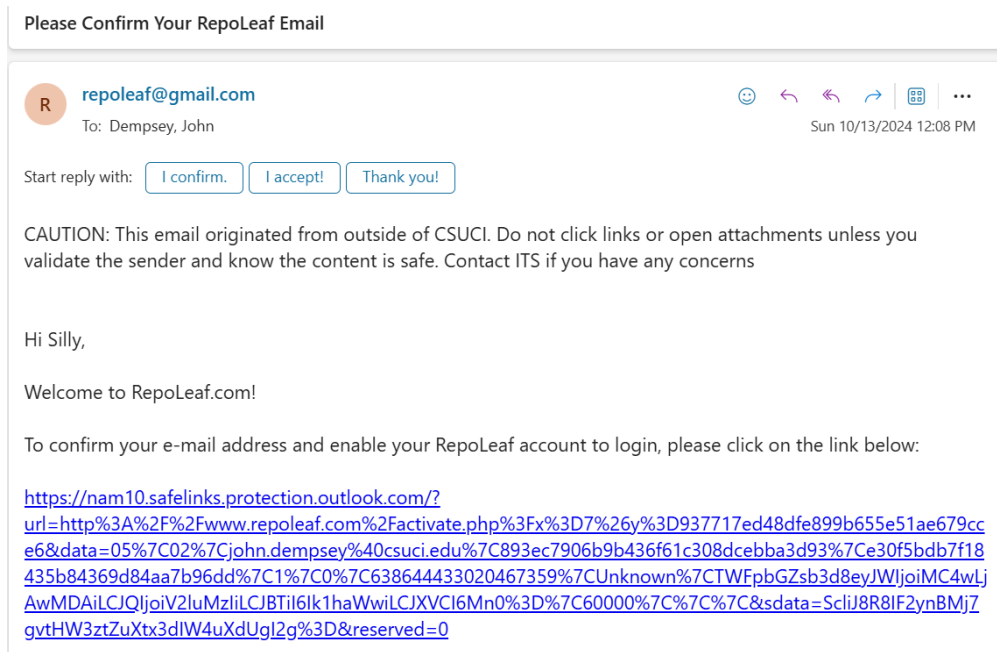 Please Confirm Your RepoLeaf Email
R
repoleaf@gmail.com
To: Dempsey, John
Sun 10/13/2024 12:08 PM
Start reply with: I confirm. I accept! Thank you!
CAUTION: This email originated from outside of CSUCI. Do not click links or open attachments unless you
validate the sender and know the content is safe. Contact ITS if you have any concerns
Hi Silly,
Welcome to RepoLeaf.com!
To confirm your e-mail address and enable your RepoLeaf account to login, please click on the link below:
https://nam10.safelinks.protection.outlook.com/?
url=http%3A%2F%2Fwww.repoleaf.com%2Factivate.php%3Fx%3D7%26y%3D937717ed48dfe899b655e51ae679cc
e6&data=05%7C02%7Cjohn.dempsey%40csuci.edu%7C893ec7906b9b436f61c308dcebba3d93%7Ce30f5bdb7f18
435b84369d84aa7b96dd%7C1%7C0%7C638644433020467359%7CUnknown%7CTWFpbGZsb3d8eyJWIjoiMC4wLj
AwMDAiLCJQIjoiV2luMzIiLCJBTiI6Ik1haWwiLCJXVCI6Mn0%3D%7C60000%7C%7C%7C&sdata=ScliJ8R8IF2ynBMj7
gvtHW3ztZuXtx3dlW4uXdUgI2g%3D&reserved=0